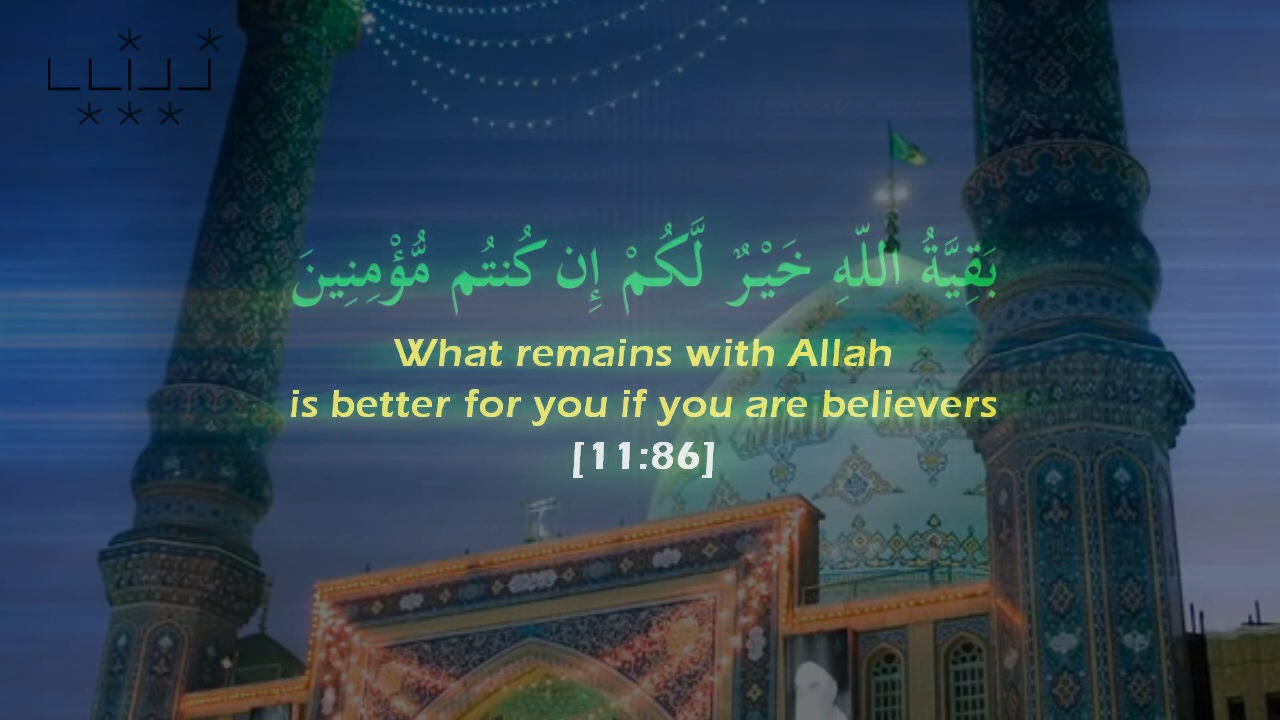 بَقِيَّةُ اللّهِ خَيْرٌ لَّكُمْ إِن كُنتُم مُّؤْمِنِينَ
What remains with Allah
is better for you if you are believers
[11:86]